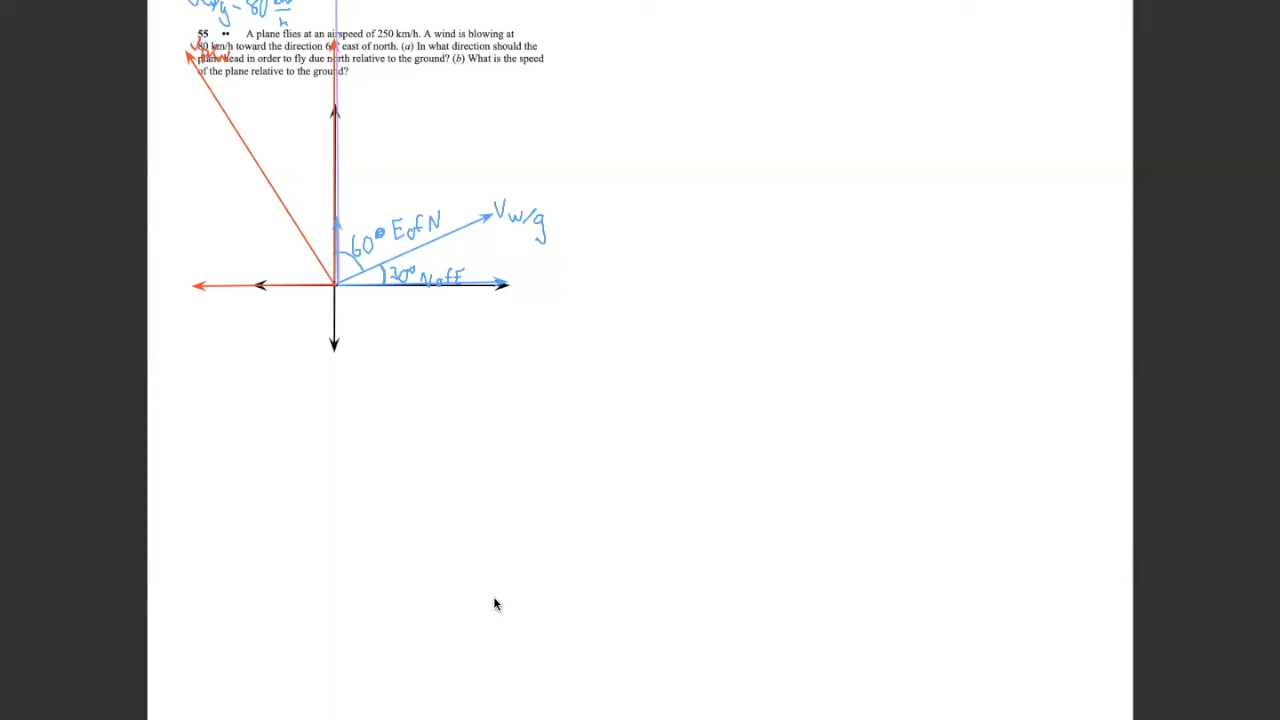 80
h
55 •• A plane flies at an airspeed of 250 km/h. A wind is blowing at
80 km/h toward the direction 60° east of north. (a) In what direction should the
plane head in order to fly due north relative to the ground? (b) What is the speed
of the plane relative to the ground?
Vw/g
60° E of N
30° N of E